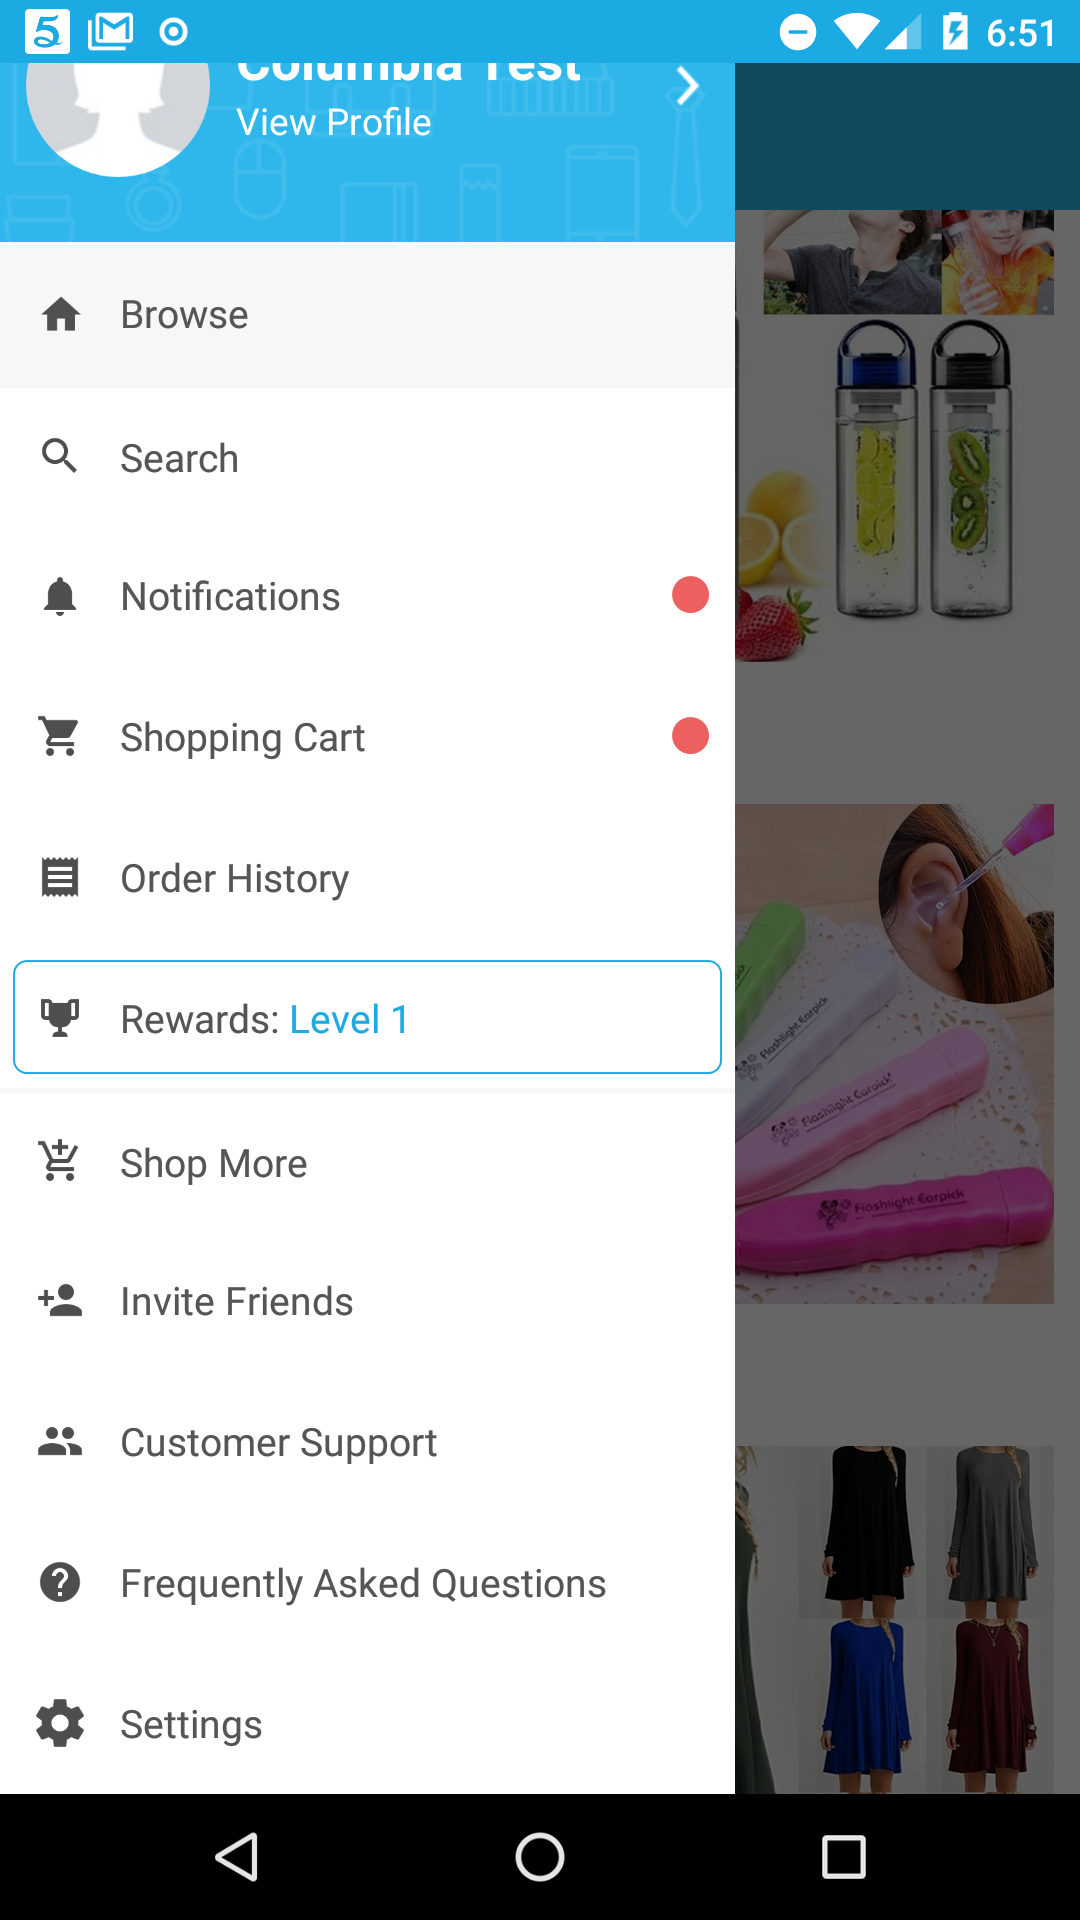 5
6:51
Columbia Test
View Profile
Browse
Search
Notifications
Shopping Cart
Order History
Rewards: Level 1
Shop More
Invite Friends
Customer Support
Frequently Asked Questions
Settings
Flashlight Earpick
Flashlight Earpick
Flashlight Earpick